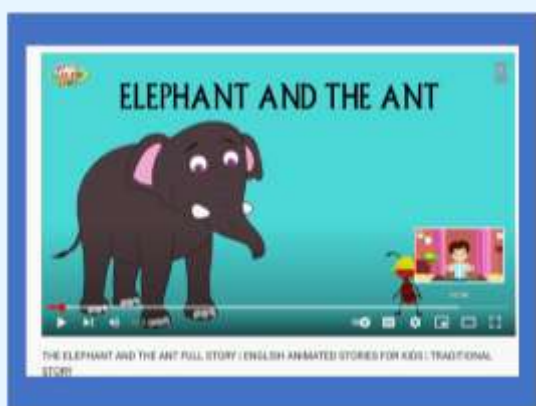 ELEPHANT AND THE ANT
THE ELEPHANT AND THE ANT FULL STORY | ENGLISH ANIMATED STORIES FOR KIDS | TRADITIONAL
STORY